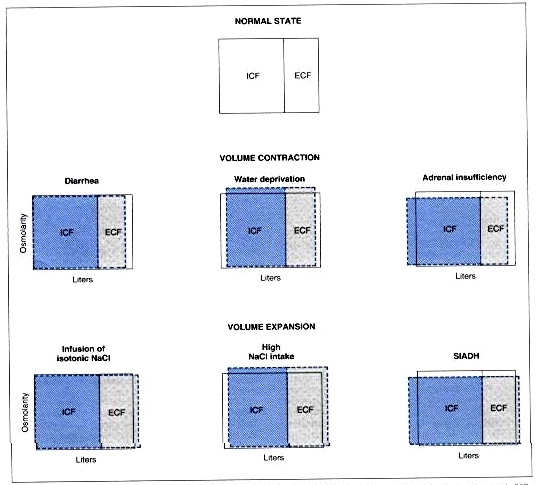 NORMAL STATE
ICF
ECF
VOLUME CONTRACTION
Diarrhea
Water deprivation
Adrenal insufficiency
Osmolarity
ICF
ECF
ICF
ECF
ICF
ECF
Liters
Liters
Liters
VOLUME EXPANSION
Infusion of
isotonic NaCl
High
NaCl intake
SIADH
Osmolarity
ICF
ECF
ICF
ECF
ICF
ECF
Liters
Liters
Liters